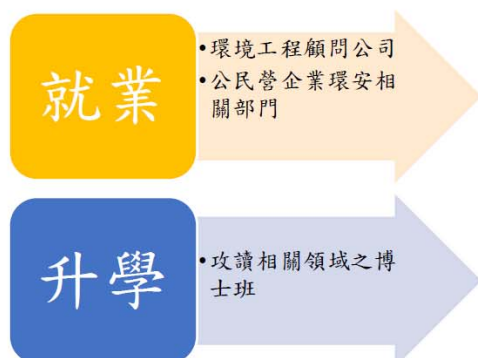 就業
•環境工程顧問公司
•公民營企業環安相
關部門
升學
•攻讀相關領域之博
士班